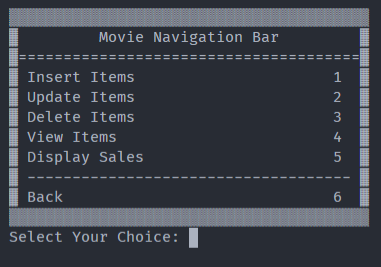 Movie Navigation Bar
======================================
Insert Items 1
Update Items 2
Delete Items 3
View Items 4
Display Sales 5
------------------------------------
Back 6
Select Your Choice: